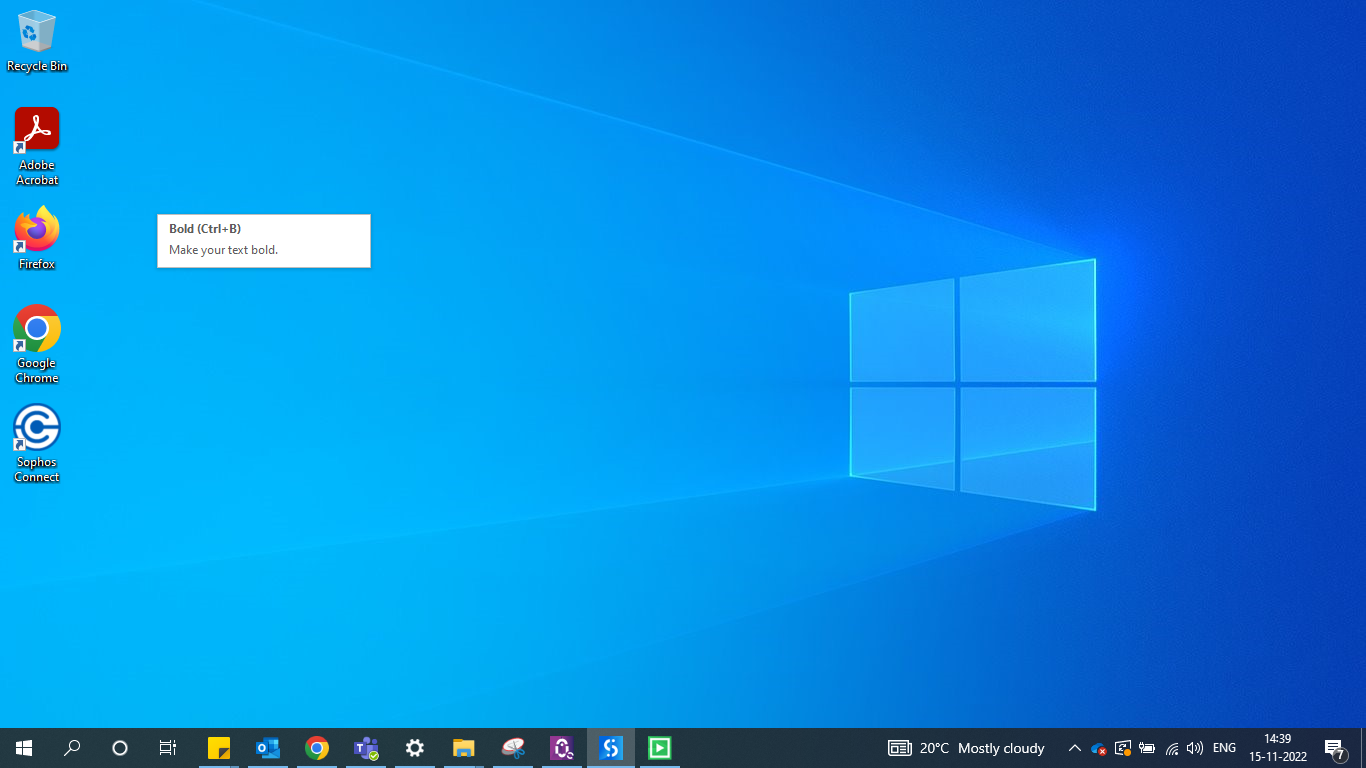 Recycle Bin
Adobe
Acrobat
Firefox
Google
Chrome
Sophos
Connect
Bold (Ctrl+B)
Make your text bold.
20°C Mostly cloudy
ENG
14:39
15-11-2022
7